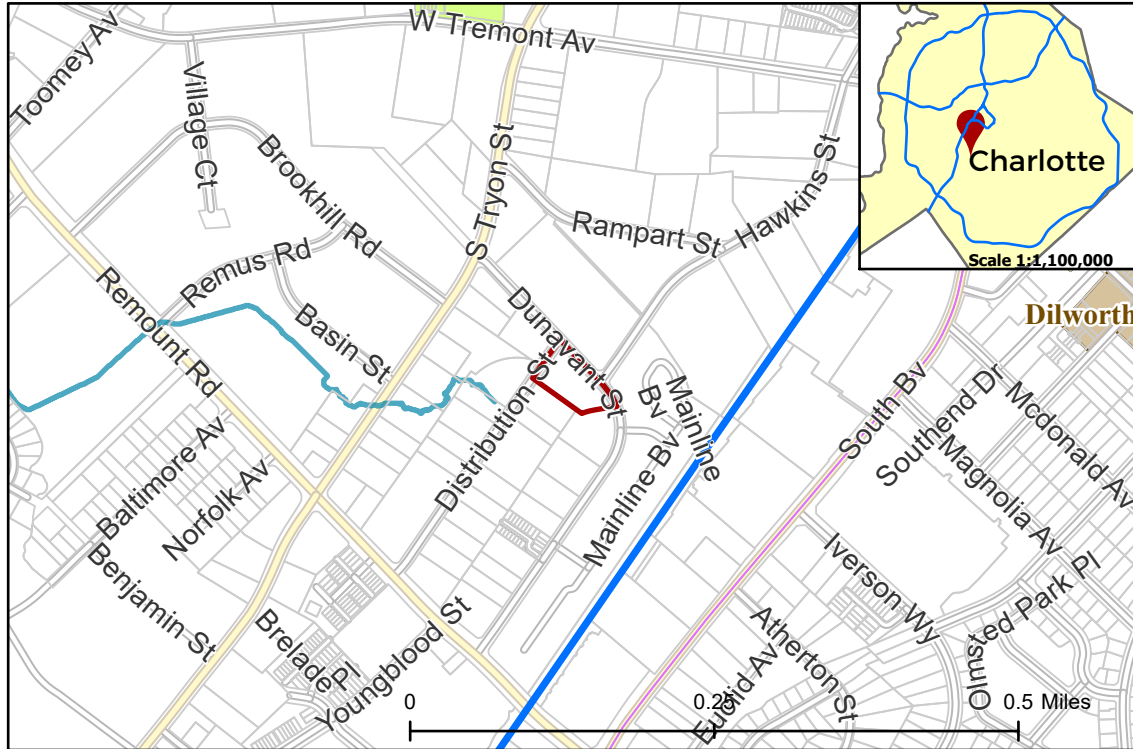 W Tremont Av
Toomey Av
Village Ct
Brookhill Rd
S Tryon St
Rampart St
Hawkins St
Charlotte
Scale 1:1,100,000
Remus Rd
Remount Rd
Basin St
Dunavant St
Distribution St
Mainline Bv
Mainline Bv
Dilworth
South Bv
Southend Dr
Mcdonald Av
Magnolia Av
Baltimore Av
Norfolk Av
Benjamin St
Brelade Pl
Youngblood St
Iverson Wy
Olmsted Park Pl
Atherton St
Euclid Av
0 0.25 0.5 Miles